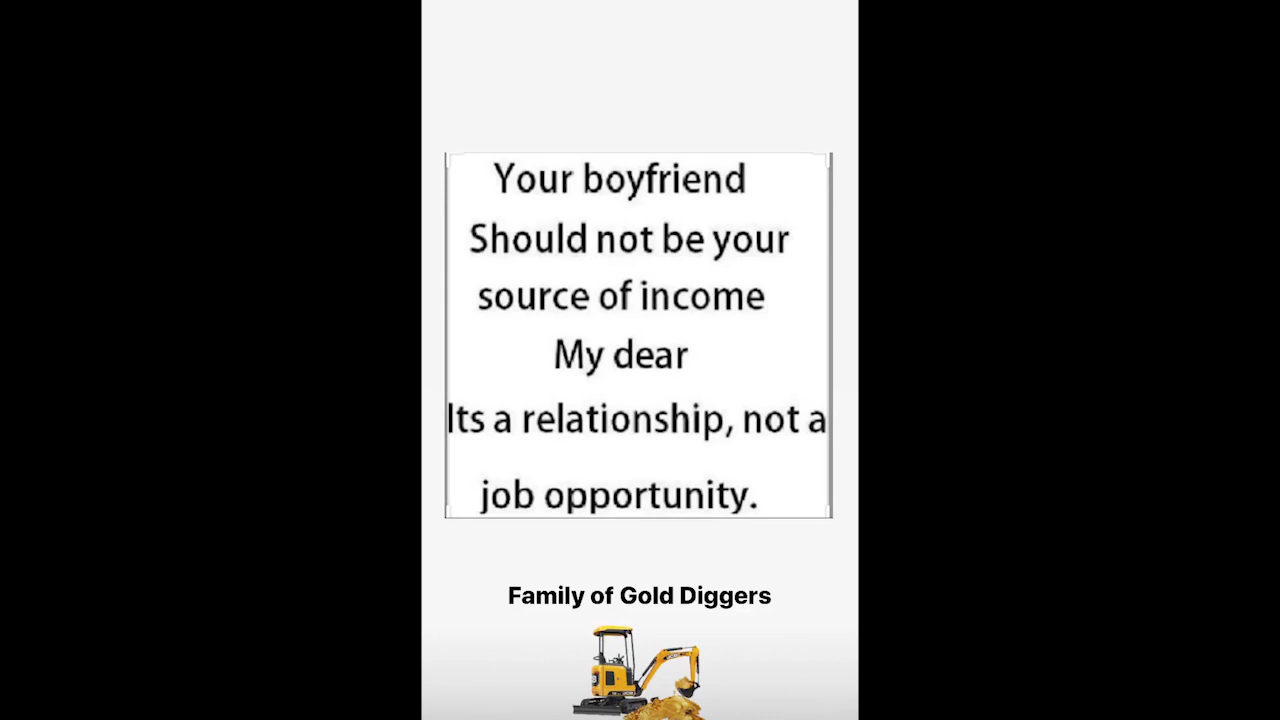 Your boyfriend
Should not be your
source of income
My dear
Its a relationship, not a
job opportunity.
Family of Gold Diggers